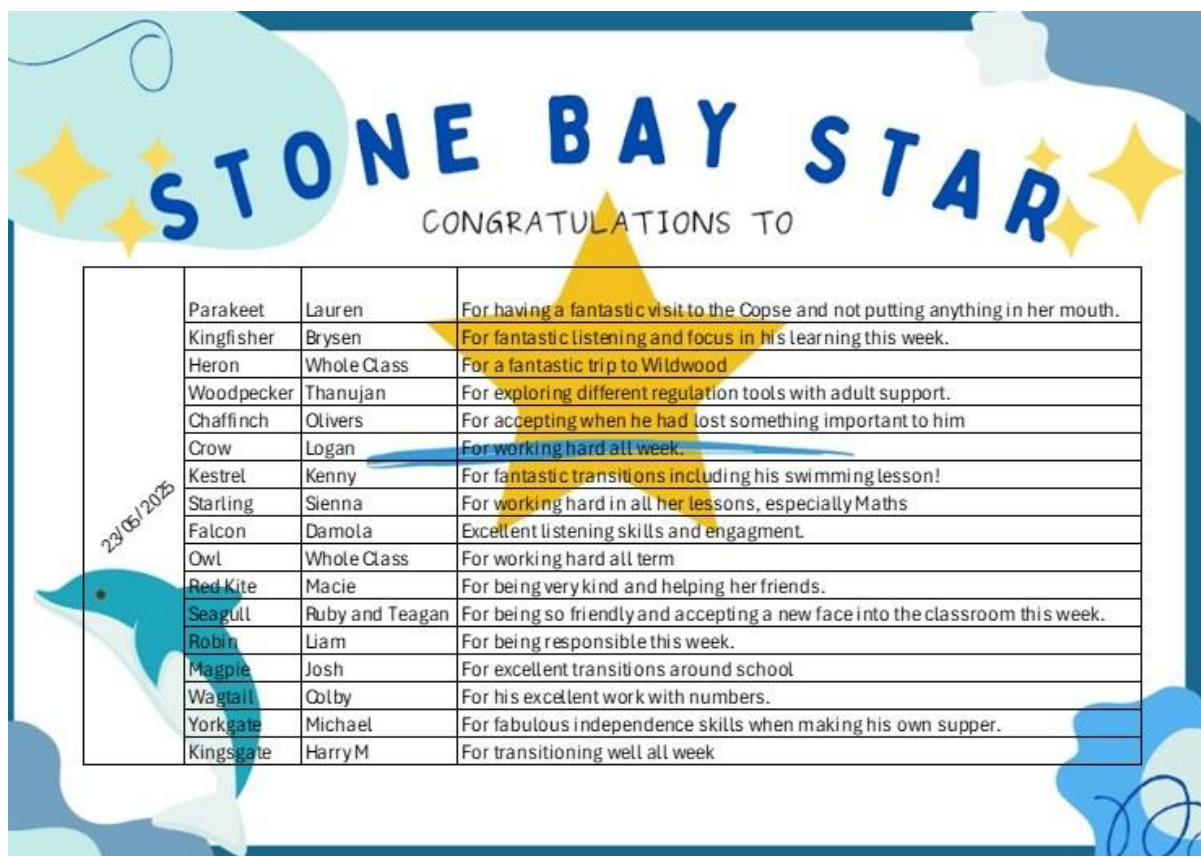 STONE BAY STAR
CONGRATULATIONS TO
23/06/2025
Parakeet Lauren For having a fantastic visit to the Copse and not putting anything in her mouth.
Kingfisher Brysen For fantastic listening and focus in his learning this week.
Heron Whole Class For a fantastic trip to Wildwood
Woodpecker Thanujan For exploring different regulation tools with adult support.
Chaffinch Olivers For accepting when he had lost something important to him
Crow Logan For working hard all week.
Kestrel Kenny For fantastic transitions including his swimming lesson!
Starling Sienna For working hard in all her lessons, especially Maths
Falcon Damola Excellent listening skills and engagment.
Owl Whole Class For working hard all term
Red Kite Macie For being very kind and helping her friends.
Seagull Ruby and Teagan For being so friendly and accepting a new face into the classroom this week.
Robin Liam For being responsible this week.
Magpie Josh For excellent transitions around school
Wagtail Colby For his excellent work with numbers.
Yorkgate Michael For fabulous independence skills when making his own supper.
Kingsgate Harry M For transitioning well all week